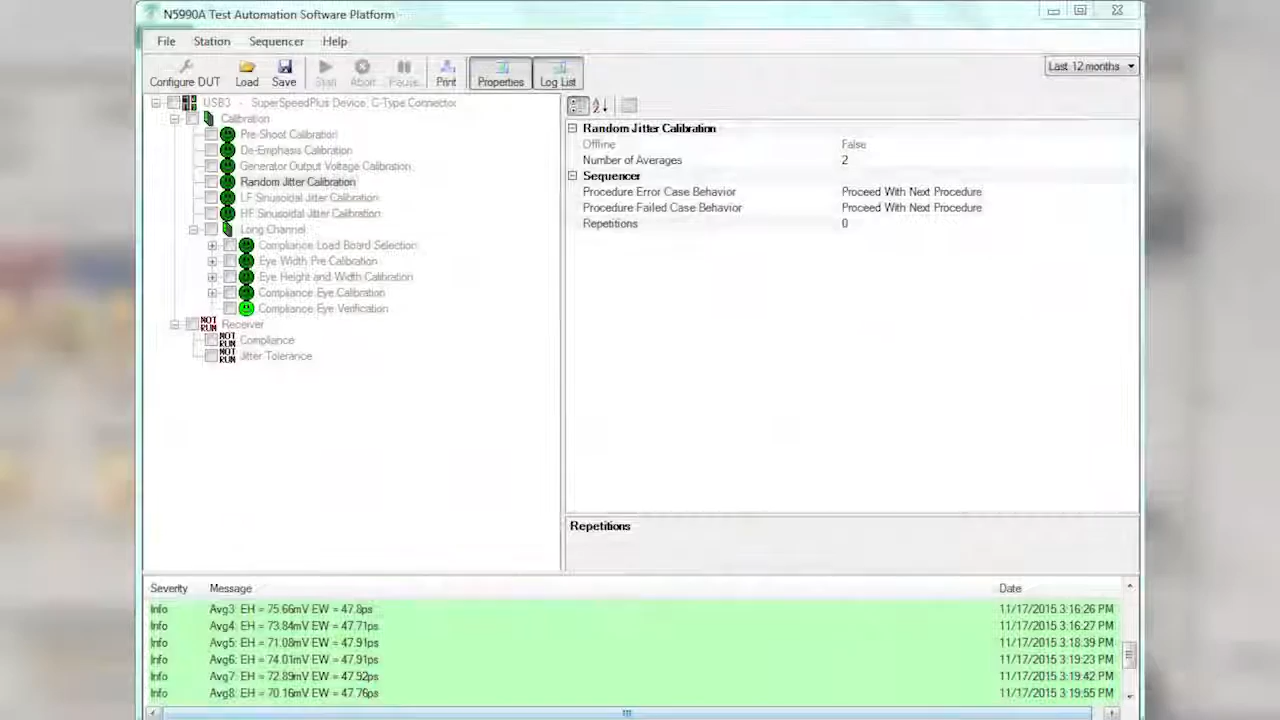 N5990A Test Automation Software Platform
File Station Sequencer Help
Configure DUT Load Save Start Abort Pause Print Properties Log List Last 12 months
USB3 - SuperSpeedPlus Device, C-Type Connector
Calibration
Pre-Shoot Calibration
De-Emphasis Calibration
Generator Output Voltage Calibration
Random Jitter Calibration
LF Sinusoidal Jitter Calibration
HF Sinusoidal Jitter Calibration
Long Channel
Compliance Load Board Selection
Eye Width Pre Calibration
Eye Height and Width Calibration
Compliance Eye Calibration
Compliance Eye Verification
NOT RUN Receiver
NOT RUN Compliance
NOT RUN Jitter Tolerance
Random Jitter Calibration
Offline False
Number of Averages 2
Sequencer
Procedure Error Case Behavior Proceed With Next Procedure
Procedure Failed Case Behavior Proceed With Next Procedure
Repetitions 0
Repetitions
Severity Message Date
Info Avg3: EH = 75.66mV EW = 47.8ps 11/17/2015 3:16:26 PM
Info Avg4: EH = 73.84mV EW = 47.71ps 11/17/2015 3:16:27 PM
Info Avg5: EH = 71.08mV EW = 47.91ps 11/17/2015 3:18:39 PM
Info Avg6: EH = 74.01mV EW = 47.91ps 11/17/2015 3:19:23 PM
Info Avg7: EH = 72.89mV EW = 47.52ps 11/17/2015 3:19:42 PM
Info Avg8: EH = 70.16mV EW = 47.76ps 11/17/2015 3:19:55 PM